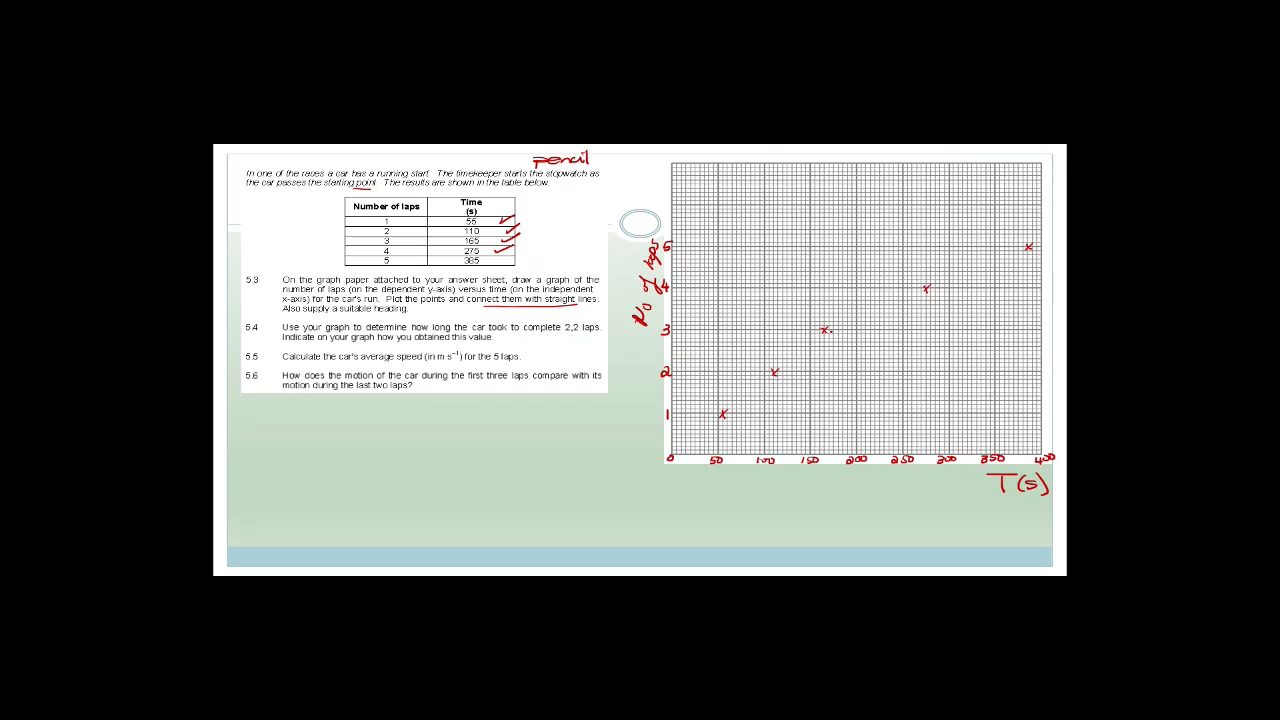 pencil
In one of the races a car has a running start. The timekeeper starts the stopwatch as
the car passes the starting point. The results are shown in the table below.
Number of laps Time (s)
1 55
2 110
3 165
4 275
5 385
5.3 On the graph paper attached to your answer sheet, draw a graph of the
number of laps (on the dependent y-axis) versus time (on the independent
x-axis) for the car's run. Plot the points and connect them with straight lines.
Also supply a suitable heading.
5.4 Use your graph to determine how long the car took to complete 2,2 laps.
Indicate on your graph how you obtained this value.
5.5 Calculate the car's average speed (in m·s⁻¹) for the 5 laps.
5.6 How does the motion of the car during the first three laps compare with its
motion during the last two laps?
No of laps
5
4
3
2
1
0 50 100 150 200 250 300 350 400
T(s)